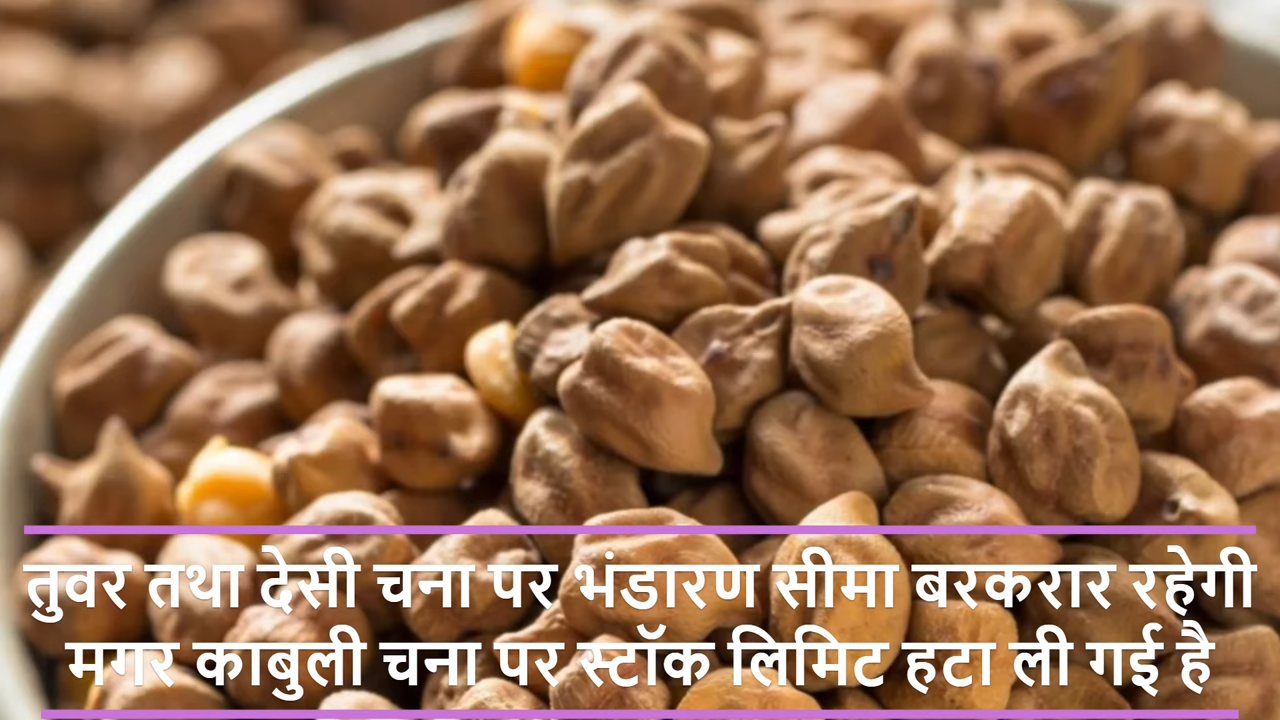 तुवर तथा देसी चना पर भंडारण सीमा बरकरार रहेगी
मगर काबुली चना पर स्टॉक लिमिट हटा ली गई है